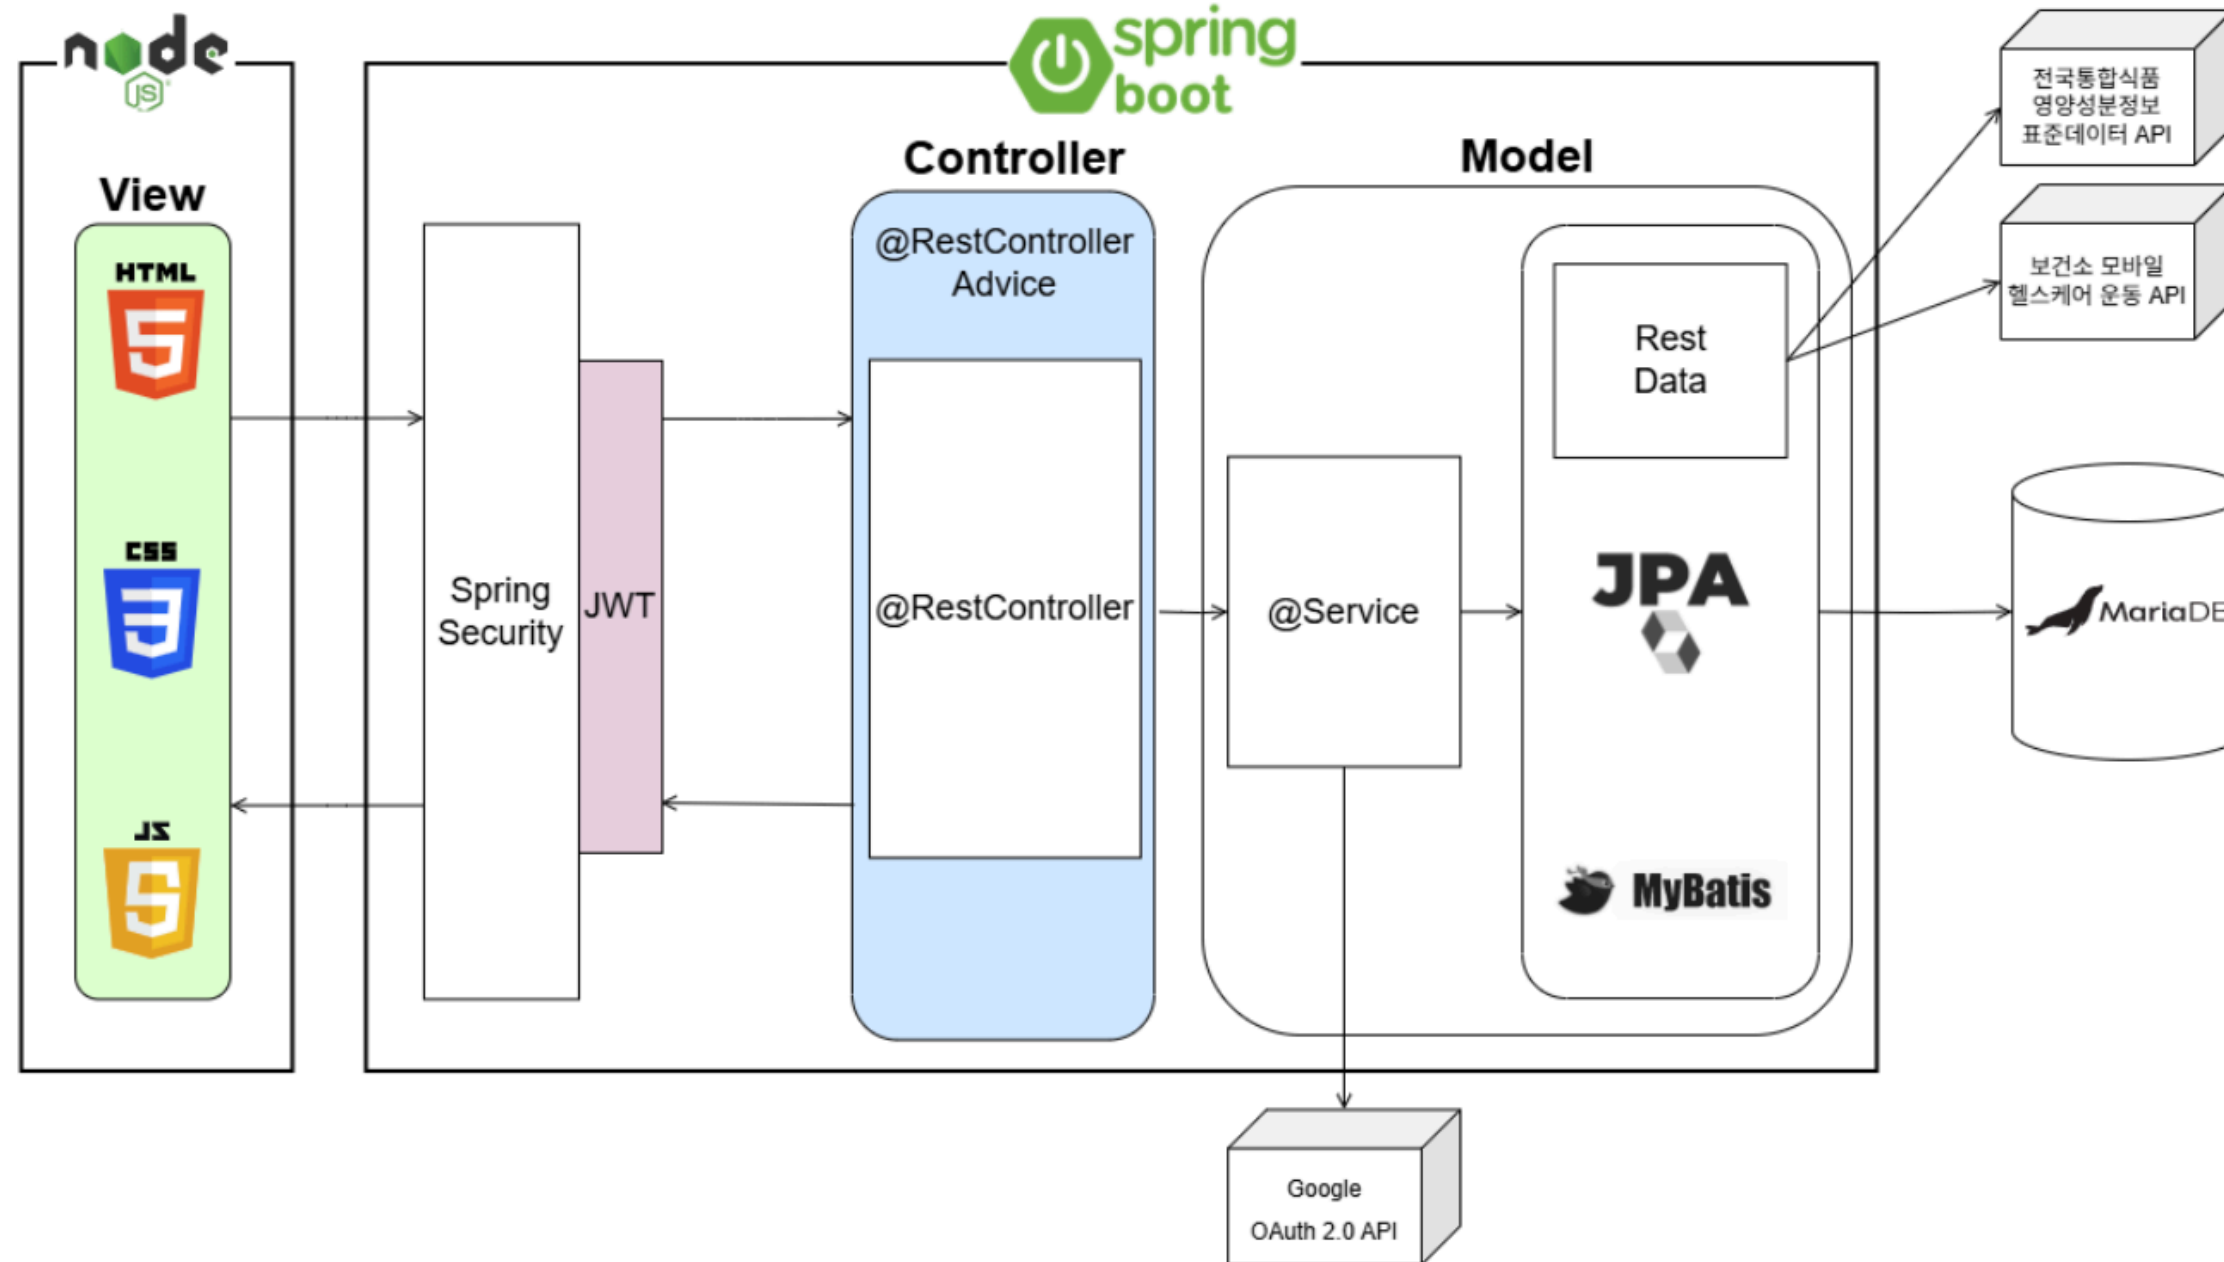 node
JS
spring
boot
View
HTML
5
CSS
3
JS
5
Spring
Security
JWT
Controller
@RestController
Advice
@RestController
Model
@Service
Rest
Data
JPA
MyBatis
전국통합식품
영양성분정보
표준데이터 API
보건소 모바일
헬스케어 운동 API
MariaDB
Google
OAuth 2.0 API